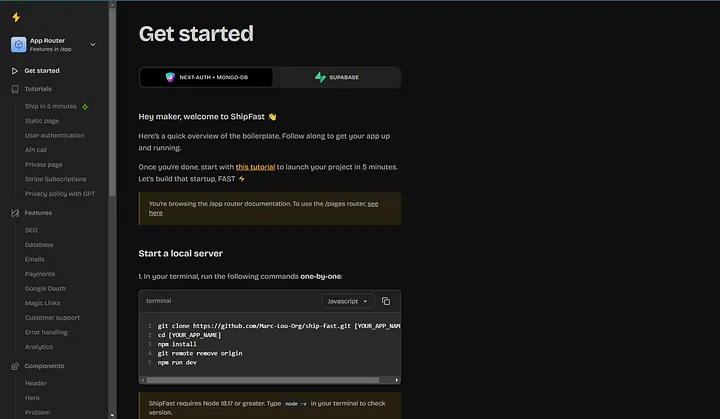 App Router
Features in /app
Get started
Tutorials
Ship in 5 minutes
Static page
User authentication
API call
Private page
Stripe Subscriptions
Privacy policy with GPT
Features
SEO
Database
Emails
Payments
Google Oauth
Magic Links
Customer support
Error handling
Analytics
Components
Header
Hero
Problem
Get started
NEXT-AUTH + MONGO-DB
SUPABASE
Hey maker, welcome to ShipFast 👋
Here's a quick overview of the boilerplate. Follow along to get your app up
and running.
Once you're done, start with this tutorial to launch your project in 5 minutes.
Let's build that startup, FAST ⚡
You're browsing the /app router documentation. To use the /pages router, see
here
Start a local server
1. In your terminal, run the following commands one-by-one:
terminal
Javascript
1 git clone https://github.com/Marc-Lou-Org/ship-fast.git [YOUR_APP_NAM
2 cd [YOUR_APP_NAME]
3 npm install
4 git remote remove origin
5 npm run dev
ShipFast requires Node 18.17 or greater. Type node -v in your terminal to check
version.